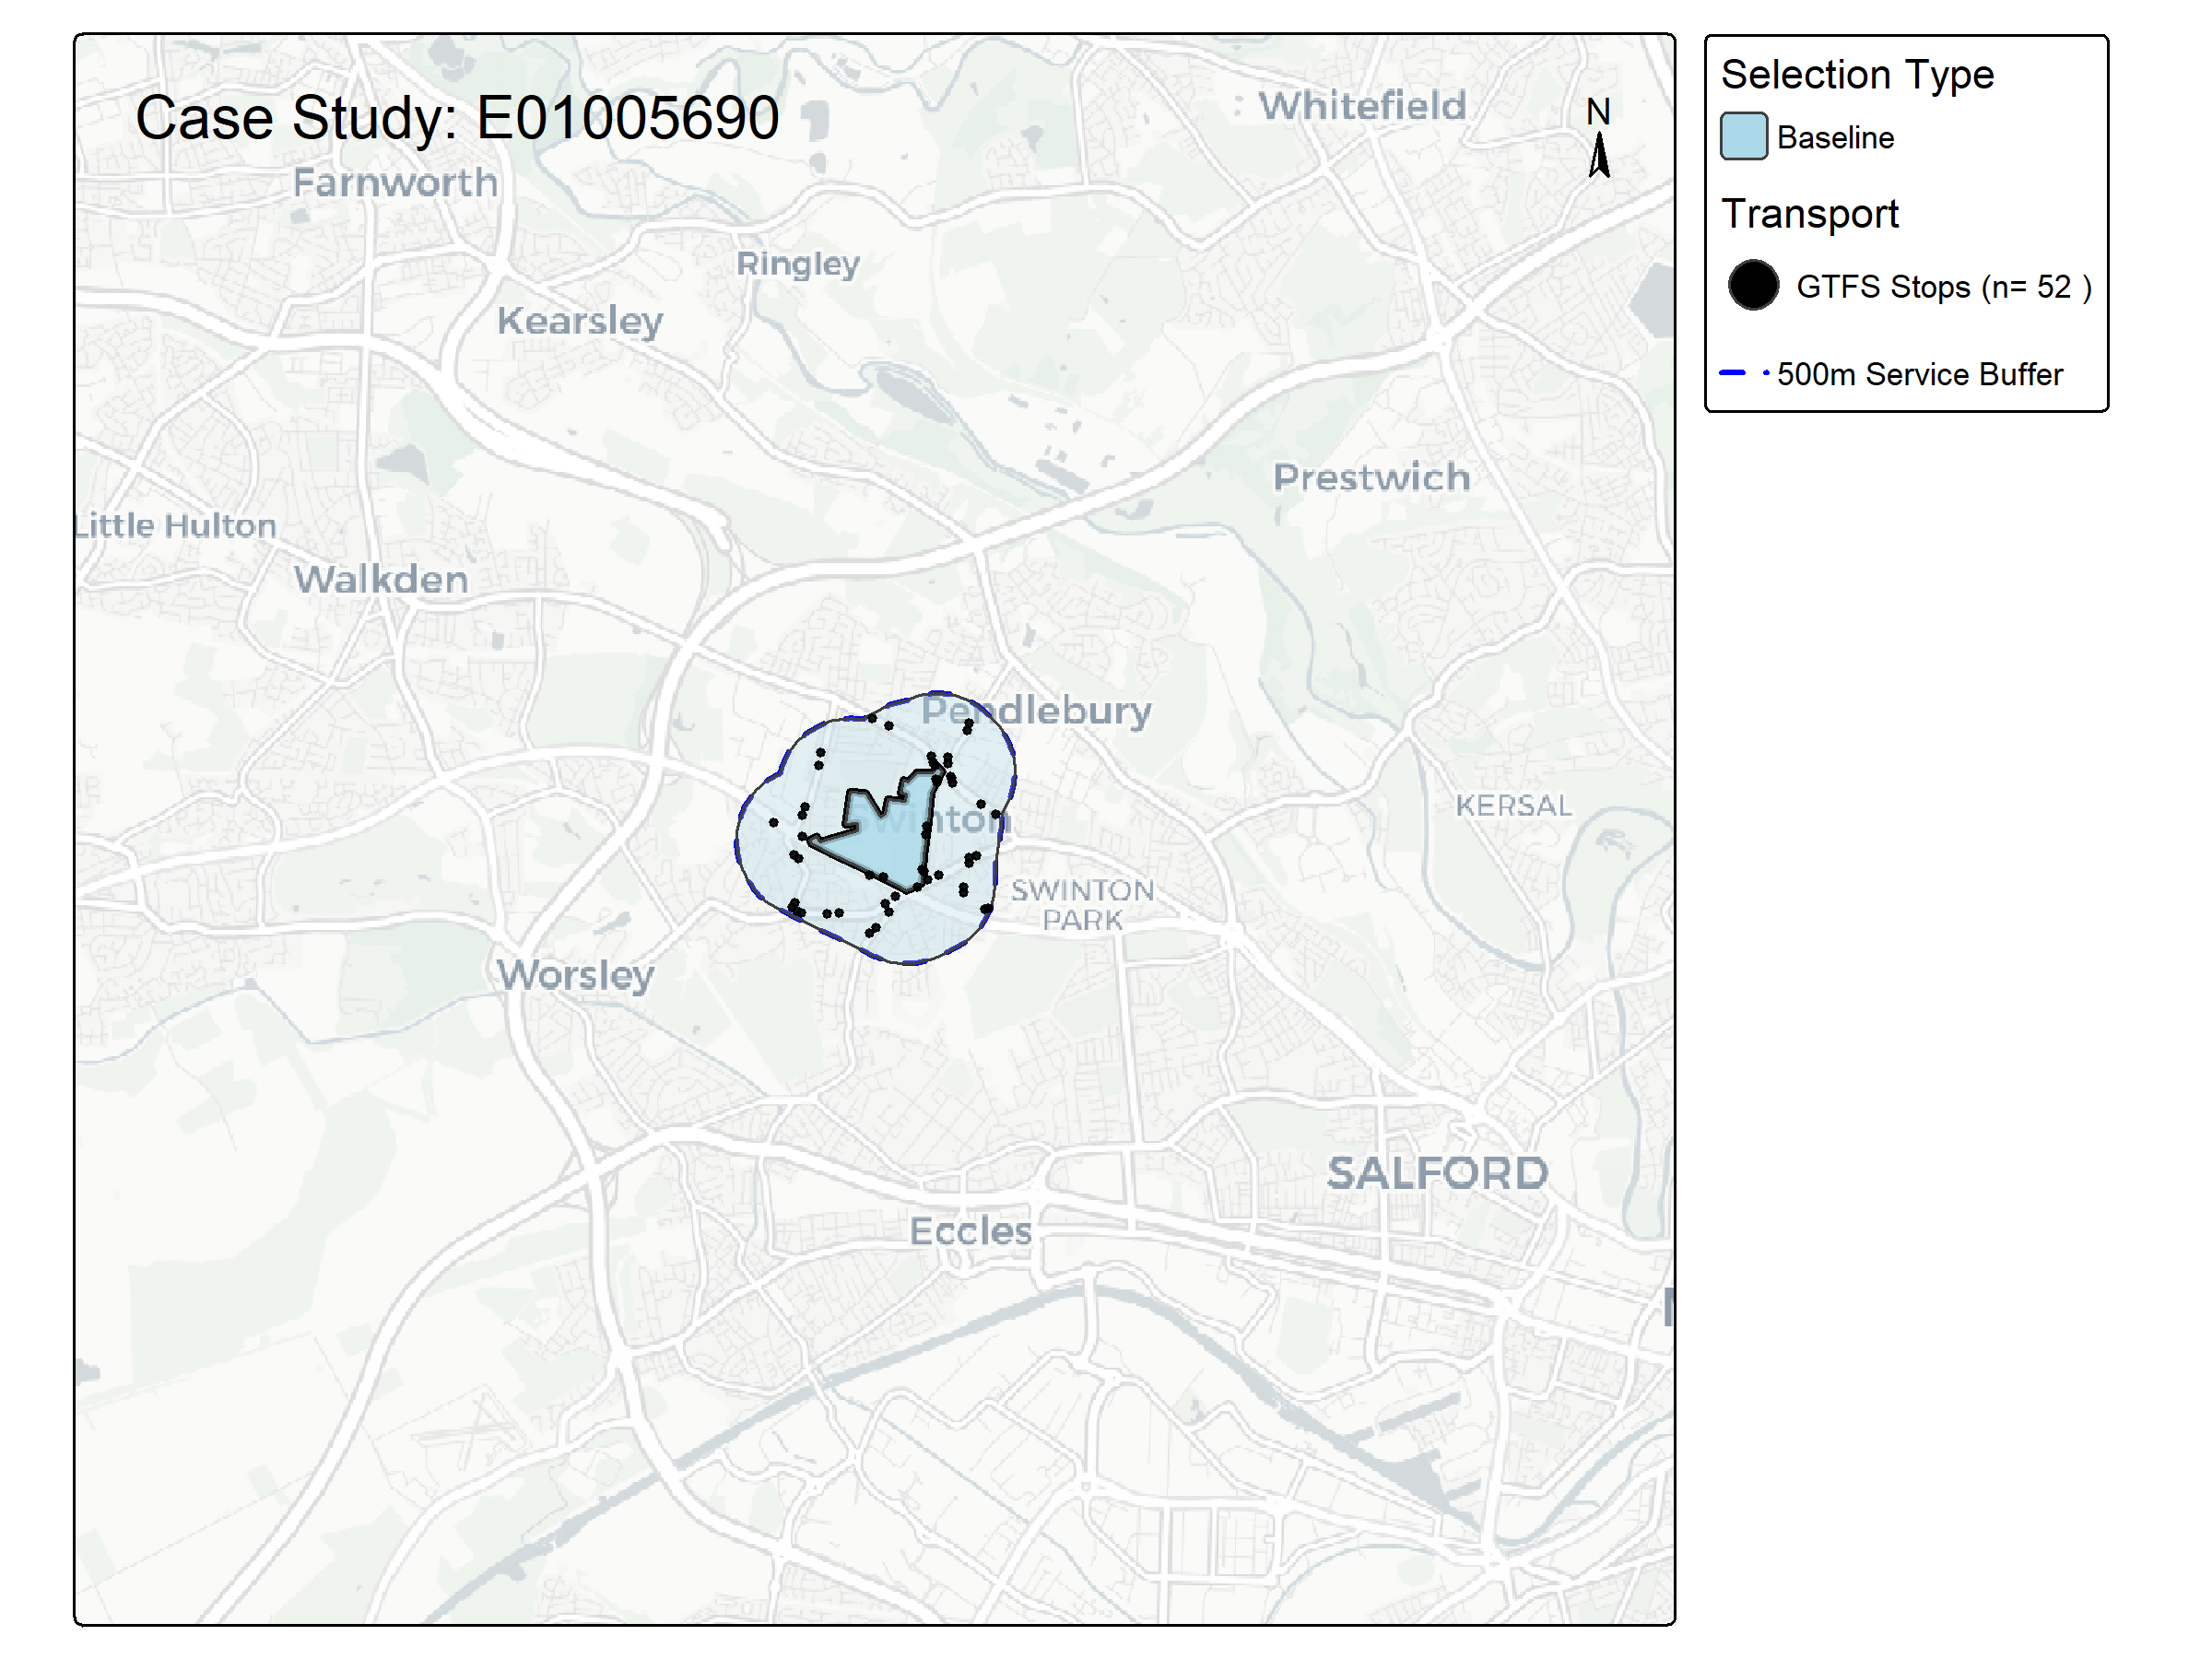 Case Study: E01005690
N
Whitefield
Farnworth
Ringley
Kearsley
Prestwich
Little Hulton
Walkden
Pendlebury
Swinton
KERSAL
SWINTON
PARK
Worsley
SALFORD
Eccles
Selection Type
Baseline
Transport
GTFS Stops (n= 52 )
500m Service Buffer